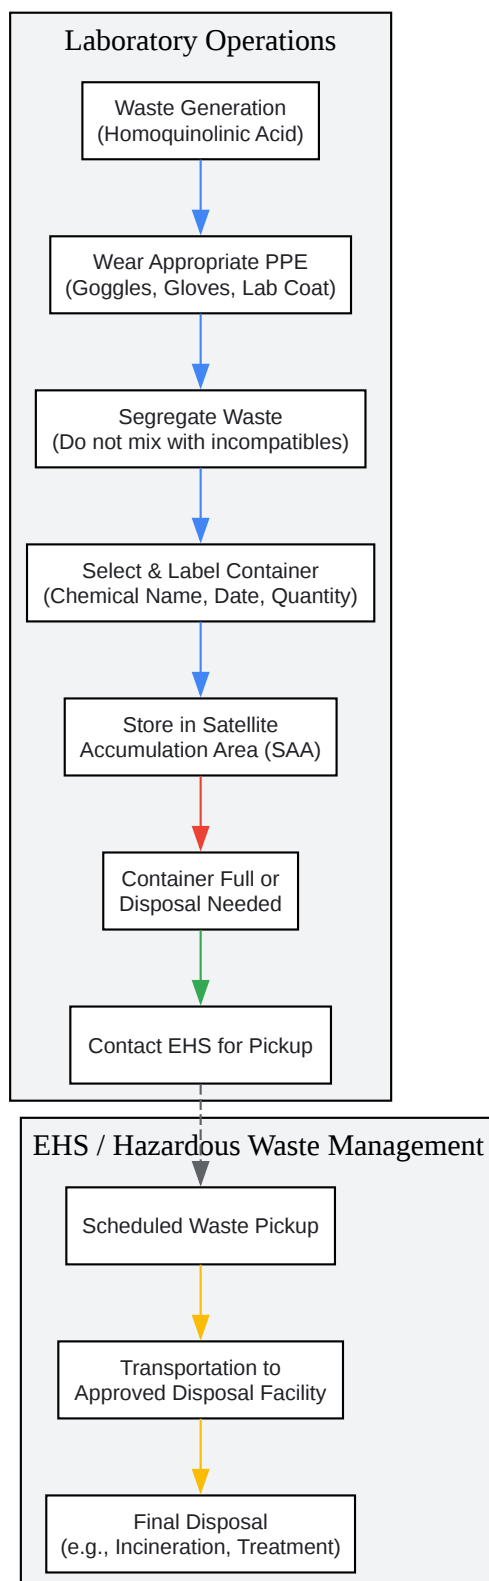 Laboratory Operations
Waste Generation
(Homoquinolinic Acid)
Wear Appropriate PPE
(Goggles, Gloves, Lab Coat)
Segregate Waste
(Do not mix with incompatibles)
Select & Label Container
(Chemical Name, Date, Quantity)
Store in Satellite
Accumulation Area (SAA)
Container Full or
Disposal Needed
Contact EHS for Pickup
EHS / Hazardous Waste Management
Scheduled Waste Pickup
Transportation to
Approved Disposal Facility
Final Disposal
(e.g., Incineration, Treatment)